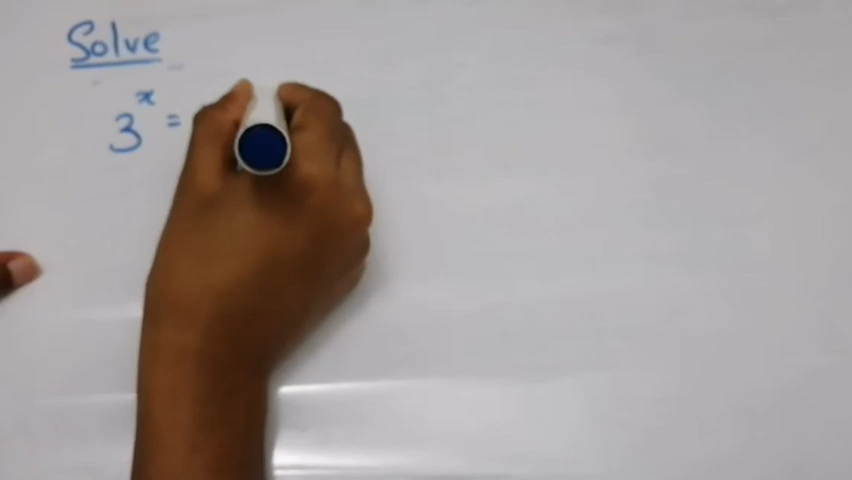 Solve
3^x =